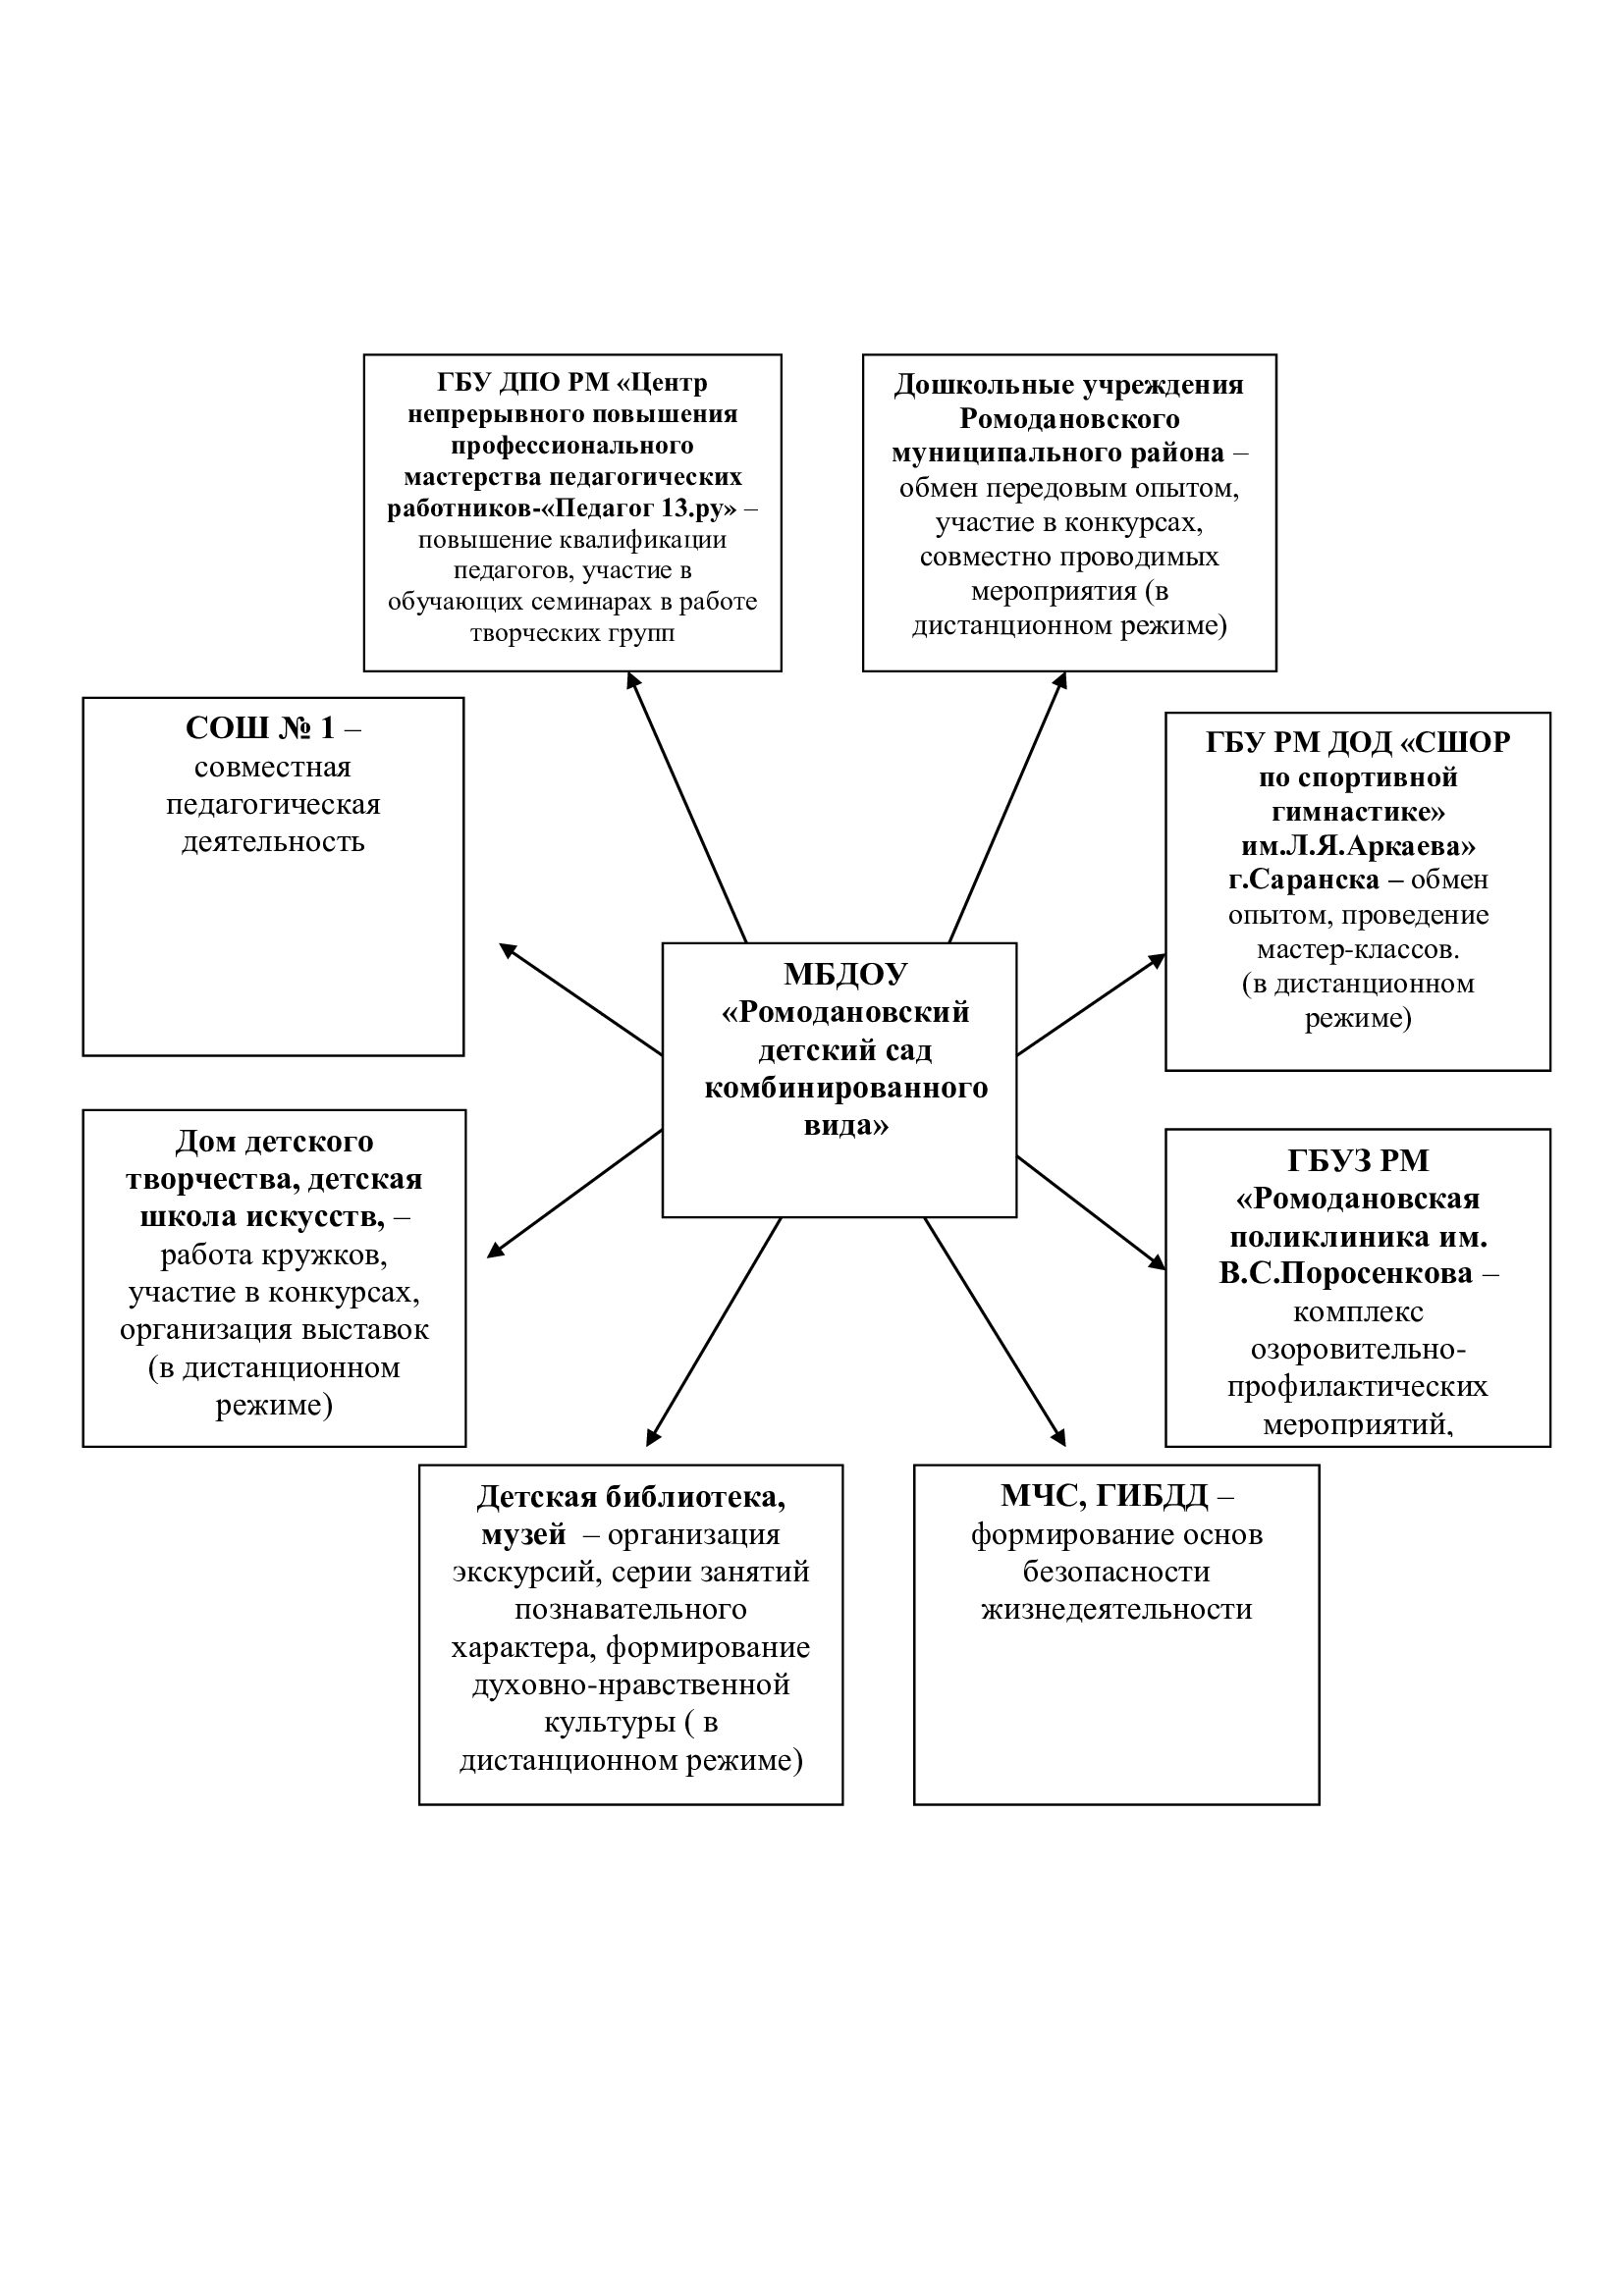 ГБУ ДПО РМ «Центр
непрерывного повышения
профессионального
мастерства педагогических
работников-«Педагог 13.ру» –
повышение квалификации
педагогов, участие в
обучающих семинарах в работе
творческих групп
Дошкольные учреждения
Ромодановского
муниципального района –
обмен передовым опытом,
участие в конкурсах,
совместно проводимых
мероприятия (в
дистанционном режиме)
СОШ № 1 –
совместная
педагогическая
деятельность
ГБУ РМ ДОД «СШОР
по спортивной
гимнастике»
им.Л.Я.Аркаева»
г.Саранска – обмен
опытом, проведение
мастер-классов.
(в дистанционном
режиме)
МБДОУ
«Ромодановский
детский сад
комбинированного
вида»
Дом детского
творчества, детская
школа искусств, –
работа кружков,
участие в конкурсах,
организация выставок
(в дистанционном
режиме)
ГБУЗ РМ
«Ромодановская
поликлиника им.
В.С.Поросенкова –
комплекс
озоровительно-
профилактических
мероприятий,
Детская библиотека,
музей – организация
экскурсий, серии занятий
познавательного
характера, формирование
духовно-нравственной
культуры ( в
дистанционном режиме)
МЧС, ГИБДД –
формирование основ
безопасности
жизнедеятельности